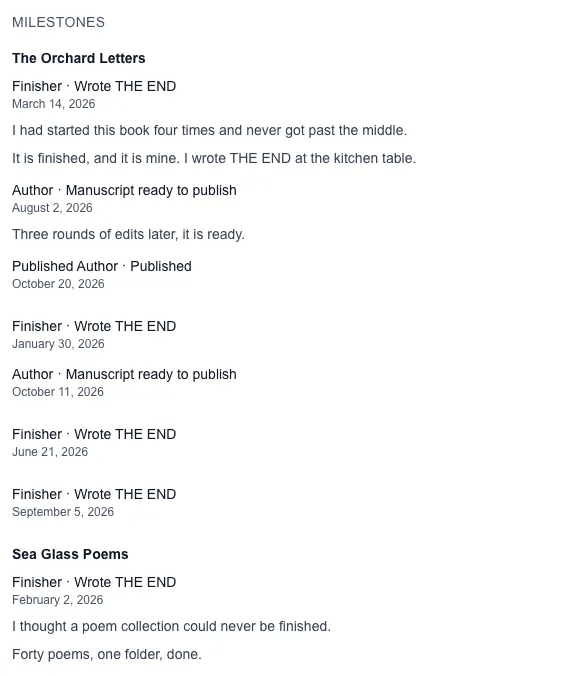 MILESTONES
The Orchard Letters
Finisher · Wrote THE END
March 14, 2026
I had started this book four times and never got past the middle.
It is finished, and it is mine. I wrote THE END at the kitchen table.
Author · Manuscript ready to publish
August 2, 2026
Three rounds of edits later, it is ready.
Published Author · Published
October 20, 2026
Finisher · Wrote THE END
January 30, 2026
Author · Manuscript ready to publish
October 11, 2026
Finisher · Wrote THE END
June 21, 2026
Finisher · Wrote THE END
September 5, 2026
Sea Glass Poems
Finisher · Wrote THE END
February 2, 2026
I thought a poem collection could never be finished.
Forty poems, one folder, done.